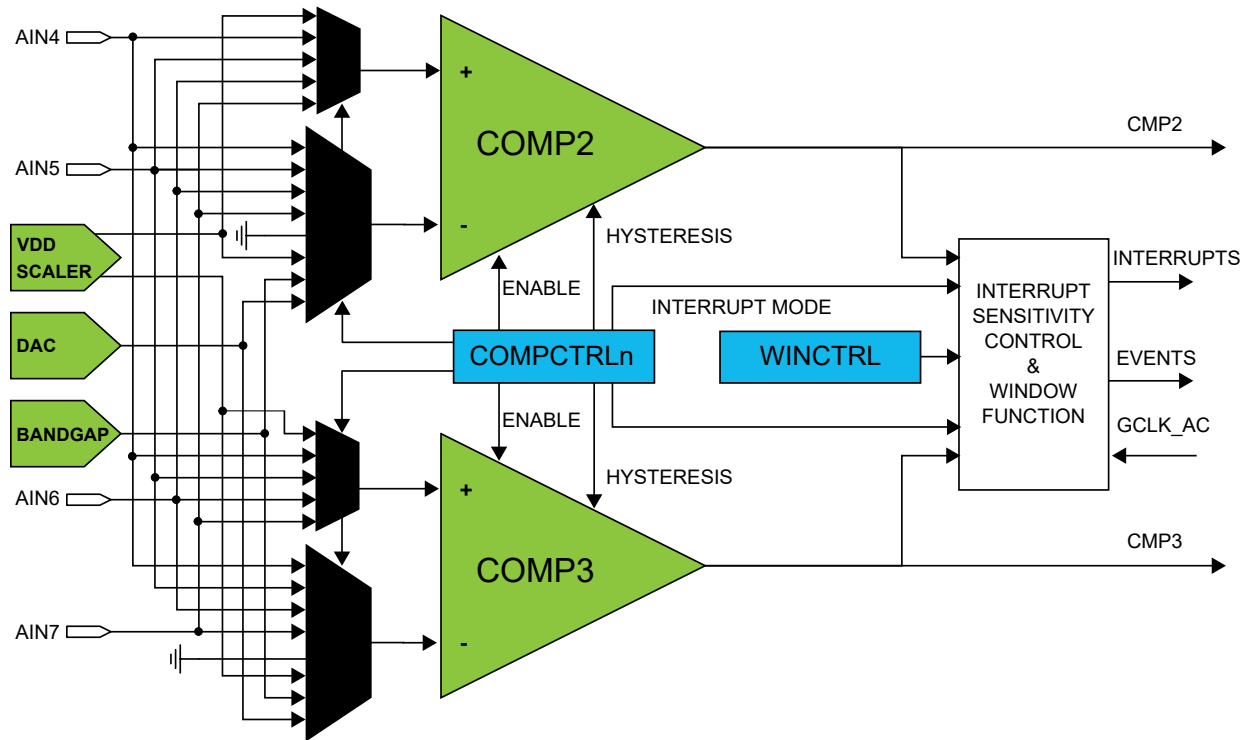 AIN4
+
COMP2
CMP2
AIN5
-
HYSTERESIS
VDD
SCALER
ENABLE
INTERRUPT MODE
INTERRUPTS
INTERRUPT
SENSITIVITY
CONTROL
&
WINDOW
FUNCTION
DAC
COMPCTRLn
WINCTRL
EVENTS
BANDGAP
ENABLE
GCLK_AC
HYSTERESIS
AIN6
+
COMP3
CMP3
AIN7
-